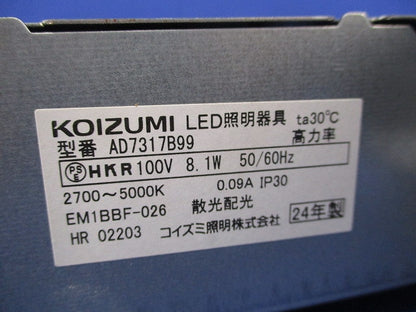 KOIZUMI LED照明器具 ta30℃
型番 AD7317B99 高力率
PSE HKR 100V 8.1W 50/60Hz
2700～5000K 0.09A IP30
EM1BBF-026 散光配光 24年製
HR 02203 コイズミ照明株式会社